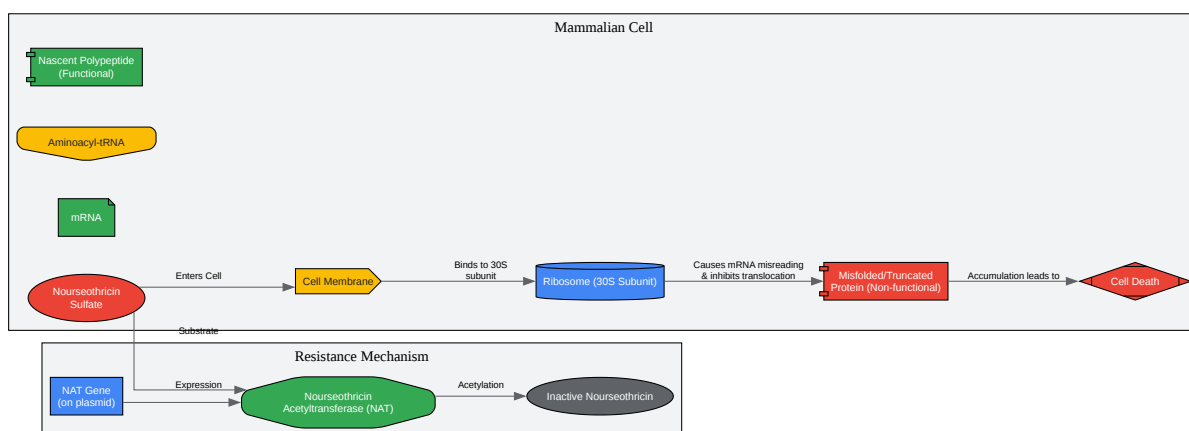 Mammalian Cell
Nascent Polypeptide
(Functional)
Aminoacyl-tRNA
mRNA
Nourseothricin
Sulfate
Enters Cell
Cell Membrane
Binds to 30S
subunit
Ribosome (30S Subunit)
Causes mRNA misreading
& inhibits translocation
Misfolded/Truncated
Protein (Non-functional)
Accumulation leads to
Cell Death
Substrate
Resistance Mechanism
NAT Gene
(on plasmid)
Expression
Nourseothricin
Acetyltransferase (NAT)
Acetylation
Inactive Nourseothricin